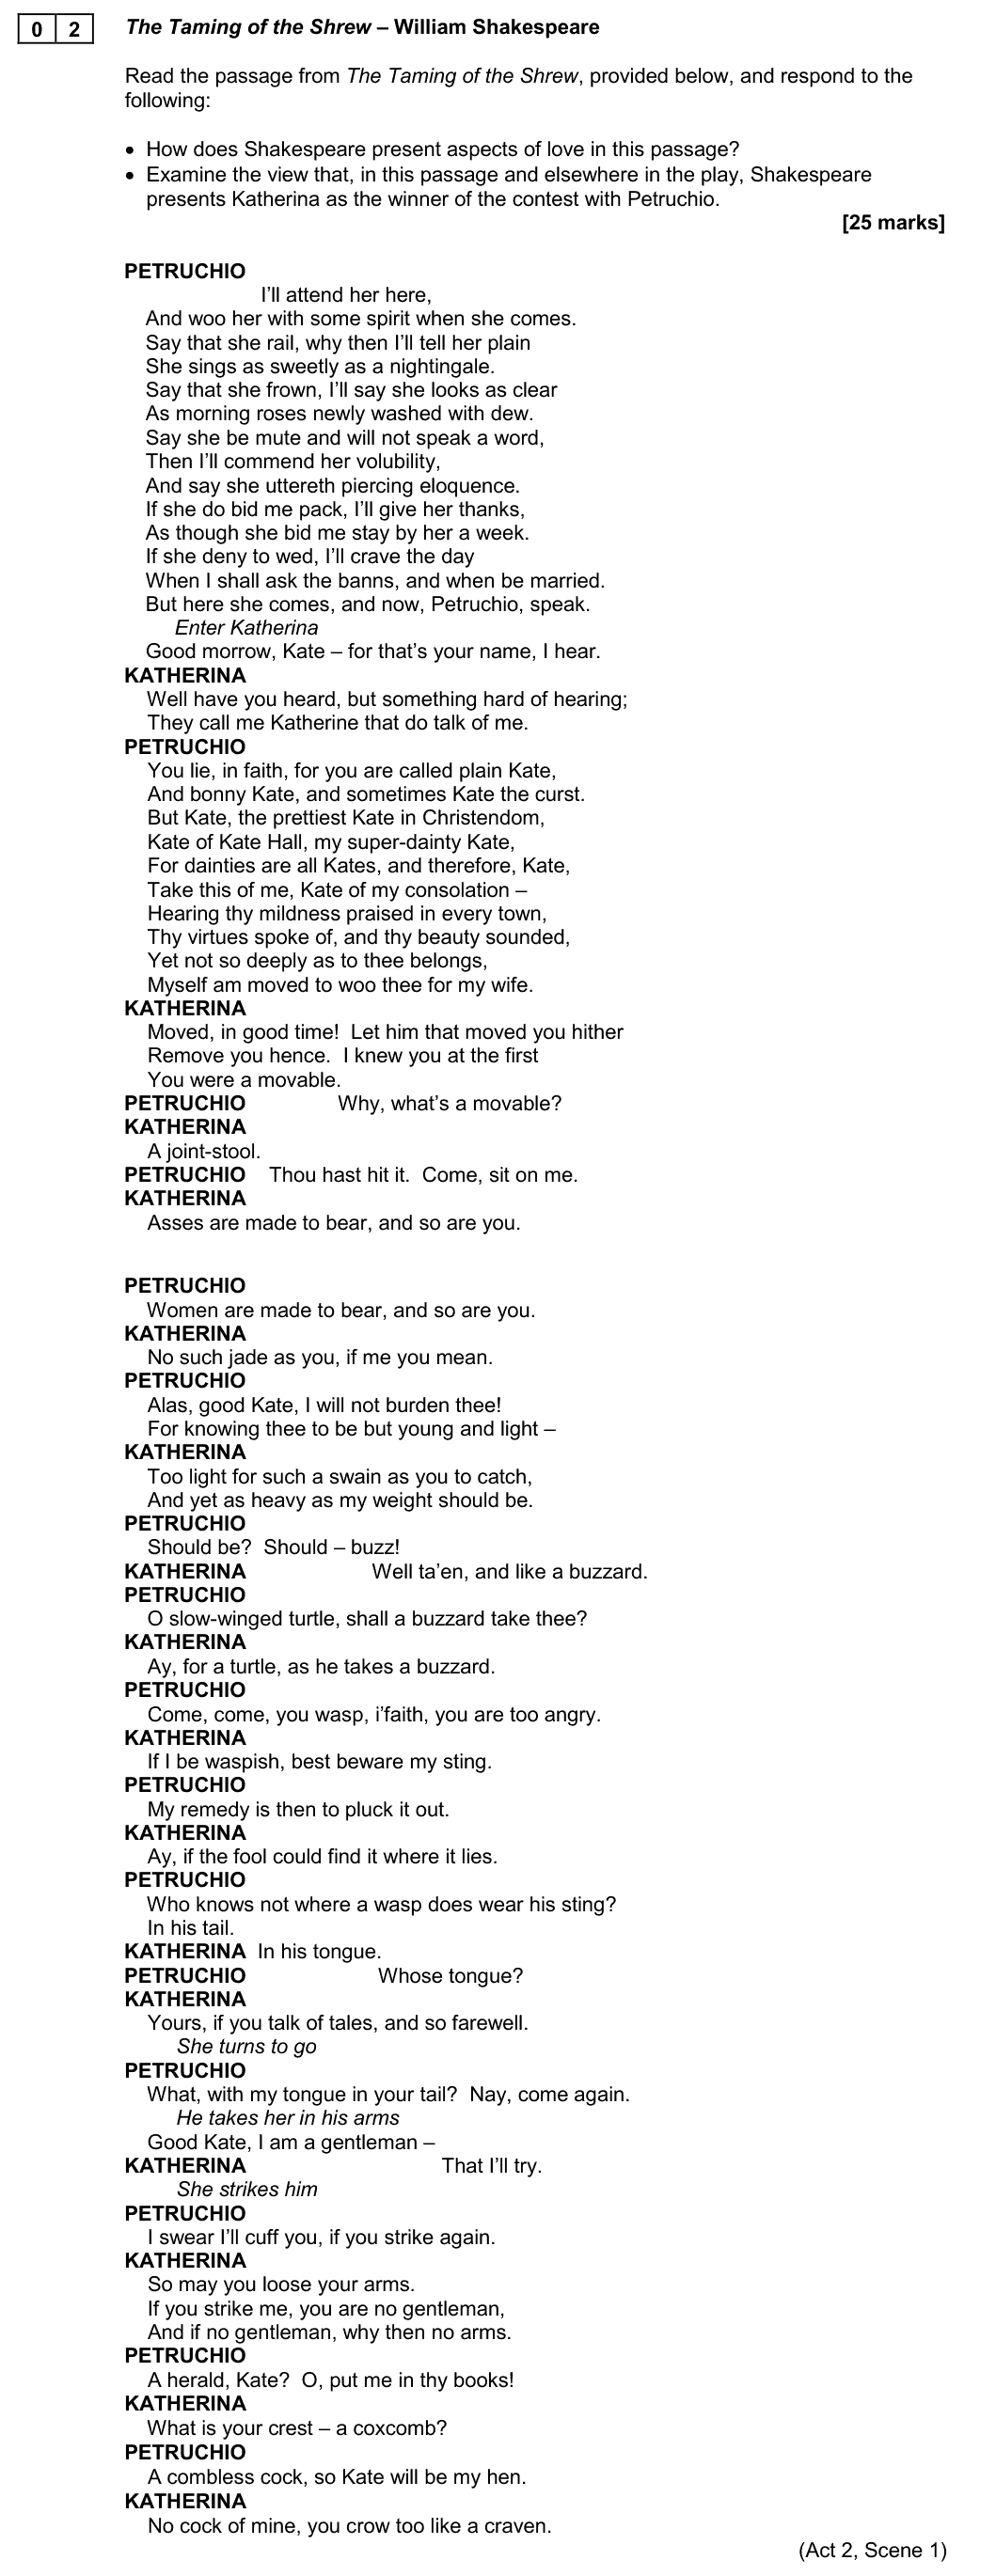 0 2 The Taming of the Shrew – William Shakespeare
Read the passage from The Taming of the Shrew, provided below, and respond to the
following:
• How does Shakespeare present aspects of love in this passage?
• Examine the view that, in this passage and elsewhere in the play, Shakespeare
presents Katherina as the winner of the contest with Petruchio.
[25 marks]
PETRUCHIO
I’ll attend her here,
And woo her with some spirit when she comes.
Say that she rail, why then I’ll tell her plain
She sings as sweetly as a nightingale.
Say that she frown, I’ll say she looks as clear
As morning roses newly washed with dew.
Say she be mute and will not speak a word,
Then I’ll commend her volubility,
And say she uttereth piercing eloquence.
If she do bid me pack, I’ll give her thanks,
As though she bid me stay by her a week.
If she deny to wed, I’ll crave the day
When I shall ask the banns, and when be married.
But here she comes, and now, Petruchio, speak.
Enter Katherina
Good morrow, Kate – for that’s your name, I hear.
KATHERINA
Well have you heard, but something hard of hearing;
They call me Katherine that do talk of me.
PETRUCHIO
You lie, in faith, for you are called plain Kate,
And bonny Kate, and sometimes Kate the curst.
But Kate, the prettiest Kate in Christendom,
Kate of Kate Hall, my super-dainty Kate,
For dainties are all Kates, and therefore, Kate,
Take this of me, Kate of my consolation –
Hearing thy mildness praised in every town,
Thy virtues spoke of, and thy beauty sounded,
Yet not so deeply as to thee belongs,
Myself am moved to woo thee for my wife.
KATHERINA
Moved, in good time! Let him that moved you hither
Remove you hence. I knew you at the first
You were a movable.
PETRUCHIO Why, what’s a movable?
KATHERINA
A joint-stool.
PETRUCHIO Thou hast hit it. Come, sit on me.
KATHERINA
Asses are made to bear, and so are you.
PETRUCHIO
Women are made to bear, and so are you.
KATHERINA
No such jade as you, if me you mean.
PETRUCHIO
Alas, good Kate, I will not burden thee!
For knowing thee to be but young and light –
KATHERINA
Too light for such a swain as you to catch,
And yet as heavy as my weight should be.
PETRUCHIO
Should be? Should – buzz!
KATHERINA Well ta’en, and like a buzzard.
PETRUCHIO
O slow-winged turtle, shall a buzzard take thee?
KATHERINA
Ay, for a turtle, as he takes a buzzard.
PETRUCHIO
Come, come, you wasp, i’faith, you are too angry.
KATHERINA
If I be waspish, best beware my sting.
PETRUCHIO
My remedy is then to pluck it out.
KATHERINA
Ay, if the fool could find it where it lies.
PETRUCHIO
Who knows not where a wasp does wear his sting?
In his tail.
KATHERINA In his tongue.
PETRUCHIO Whose tongue?
KATHERINA
Yours, if you talk of tales, and so farewell.
She turns to go
PETRUCHIO
What, with my tongue in your tail? Nay, come again.
He takes her in his arms
Good Kate, I am a gentleman –
KATHERINA That I’ll try.
She strikes him
PETRUCHIO
I swear I’ll cuff you, if you strike again.
KATHERINA
So may you loose your arms.
If you strike me, you are no gentleman,
And if no gentleman, why then no arms.
PETRUCHIO
A herald, Kate? O, put me in thy books!
KATHERINA
What is your crest – a coxcomb?
PETRUCHIO
A combless cock, so Kate will be my hen.
KATHERINA
No cock of mine, you crow too like a craven.
(Act 2, Scene 1)